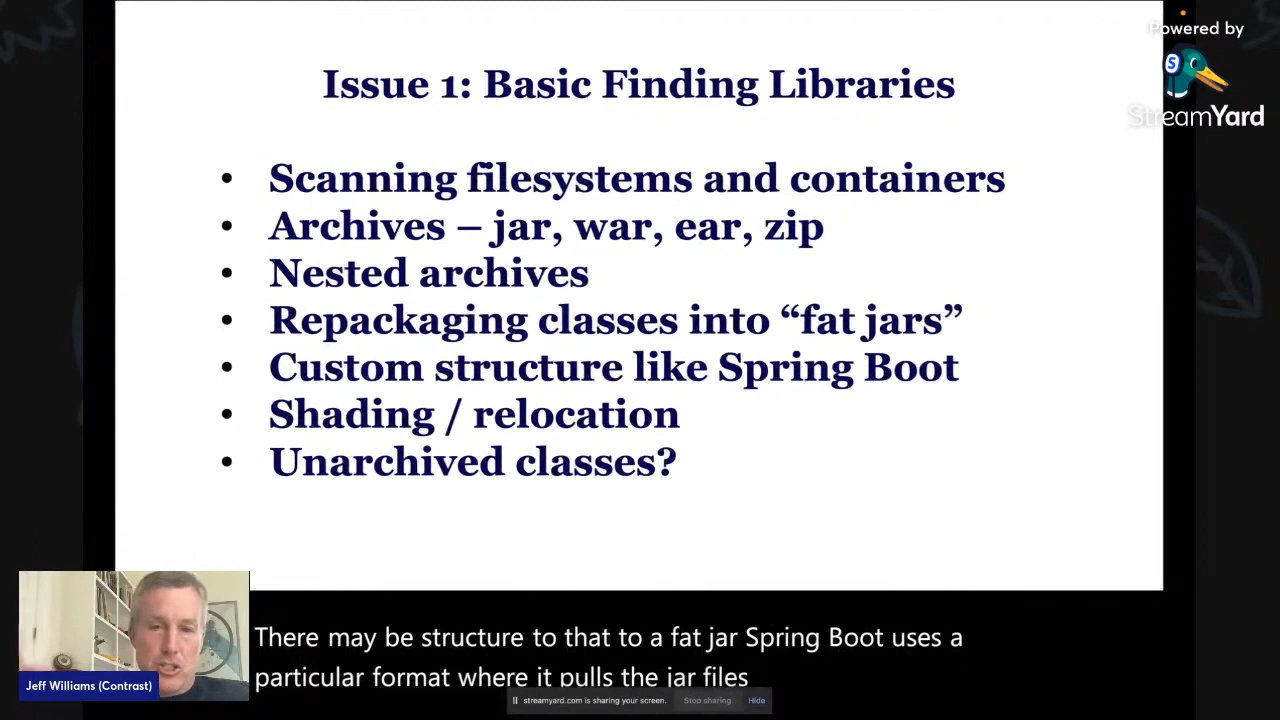 Powered by
S
StreamYard
Issue 1: Basic Finding Libraries
• Scanning filesystems and containers
• Archives – jar, war, ear, zip
• Nested archives
• Repackaging classes into “fat jars”
• Custom structure like Spring Boot
• Shading / relocation
• Unarchived classes?
There may be structure to that to a fat jar Spring Boot uses a
particular format where it pulls the jar files
Jeff Williams (Contrast)
streamyard.com is sharing your screen. Stop sharing Hide